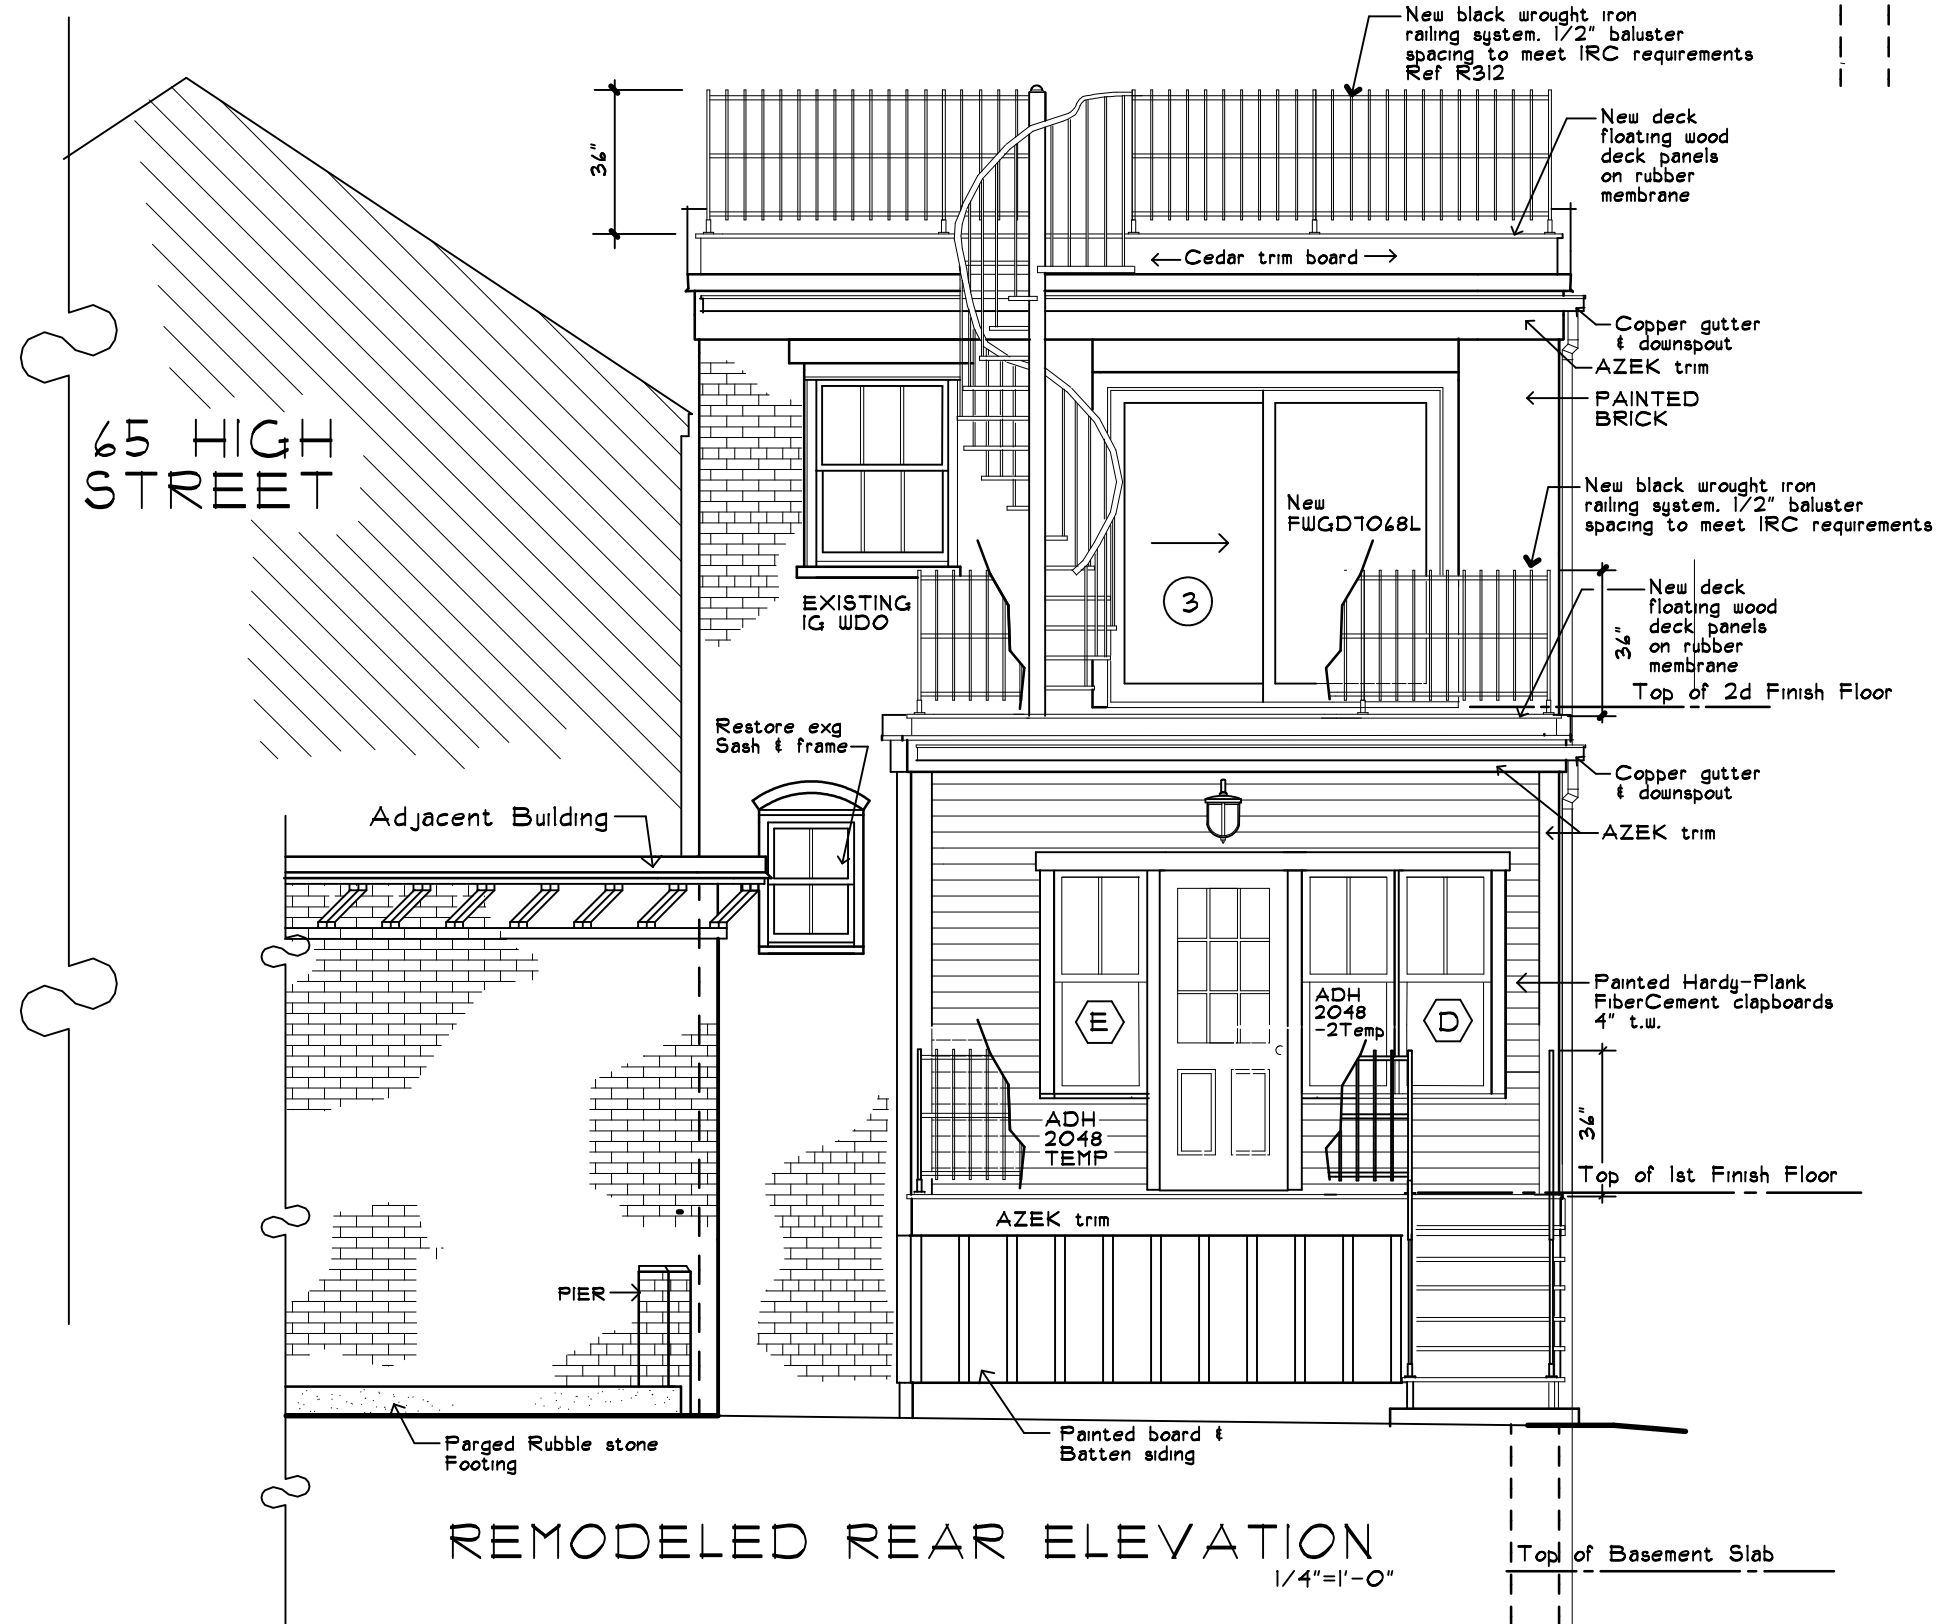 New black wrought iron
railing system. 1/2" baluster
spacing to meet IRC requirements
Ref R312
36"
New deck
floating wood
deck panels
on rubber
membrane
Cedar trim board
Copper gutter
& downspout
AZEK trim
PAINTED
BRICK
65 HIGH
STREET
New black wrought iron
railing system. 1/2" baluster
spacing to meet IRC requirements
New
FWGD7068L
3
EXISTING
IG WDO
New deck
floating wood
deck panels
on rubber
membrane
36"
Top of 2d Finish Floor
Restore exg
Sash & frame
Copper gutter
& downspout
Adjacent Building
AZEK trim
Painted Hardy-Plank
FiberCement clapboards
4" t.w.
ADH
2048
-2Temp
E
D
ADH
2048
TEMP
36"
Top of 1st Finish Floor
AZEK trim
PIER
Parged Rubble stone
Footing
Painted board &
Batten siding
REMODELED REAR ELEVATION
1/4"=1'-0"
Top of Basement Slab